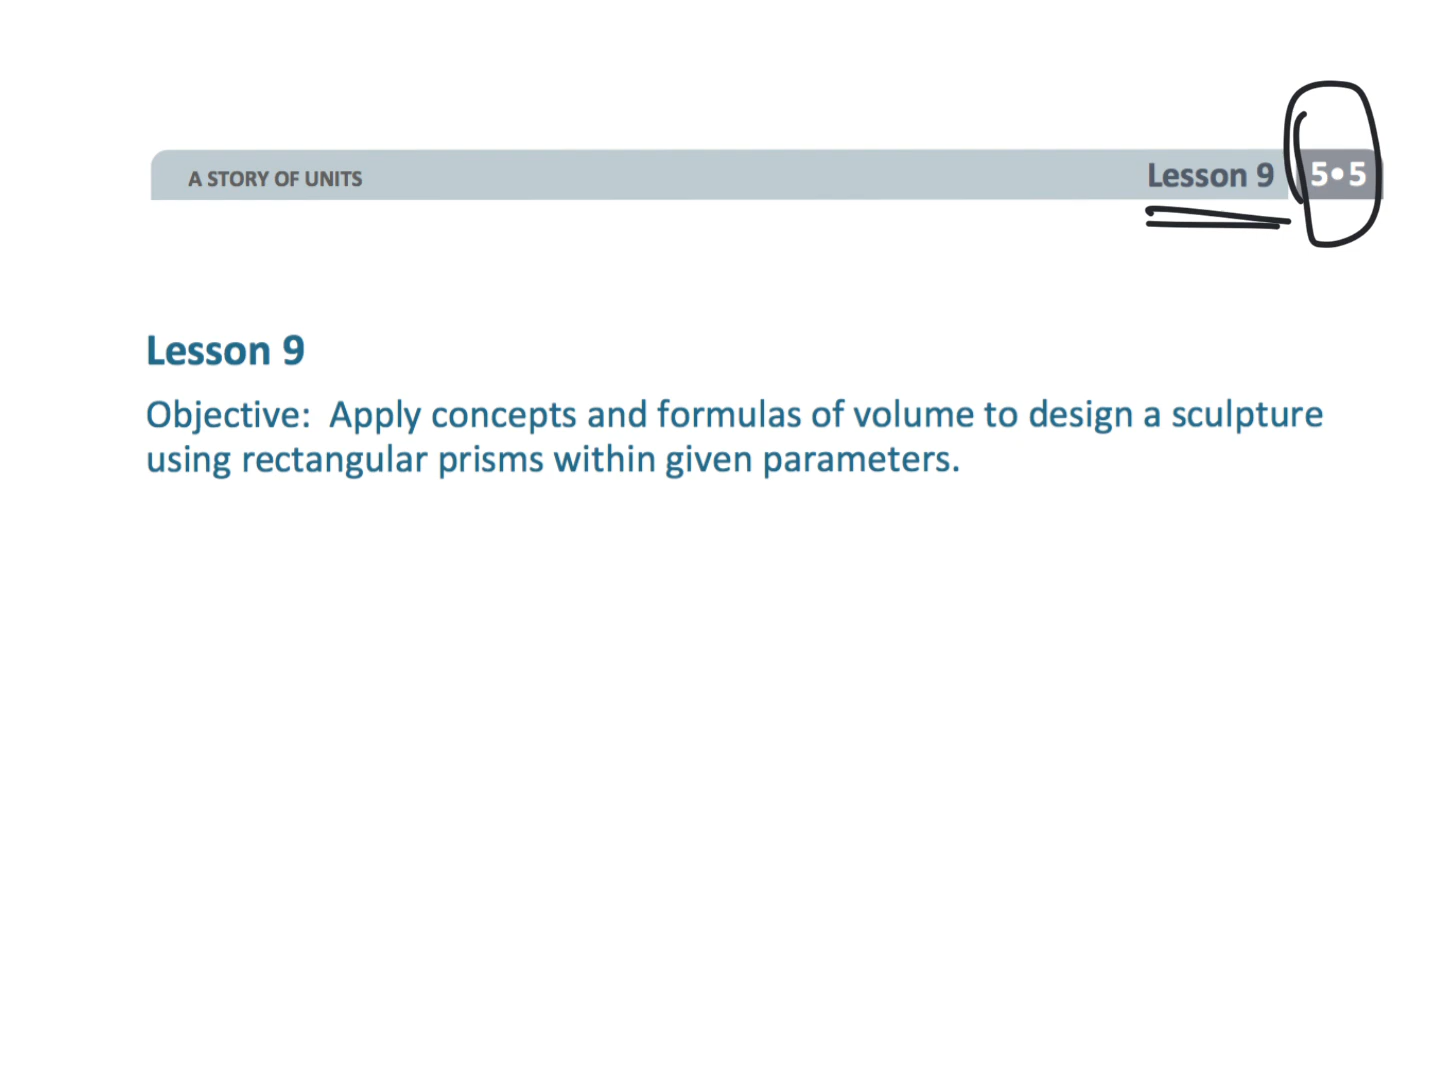 A STORY OF UNITS
Lesson 9
5•5
Lesson 9
Objective: Apply concepts and formulas of volume to design a sculpture
using rectangular prisms within given parameters.